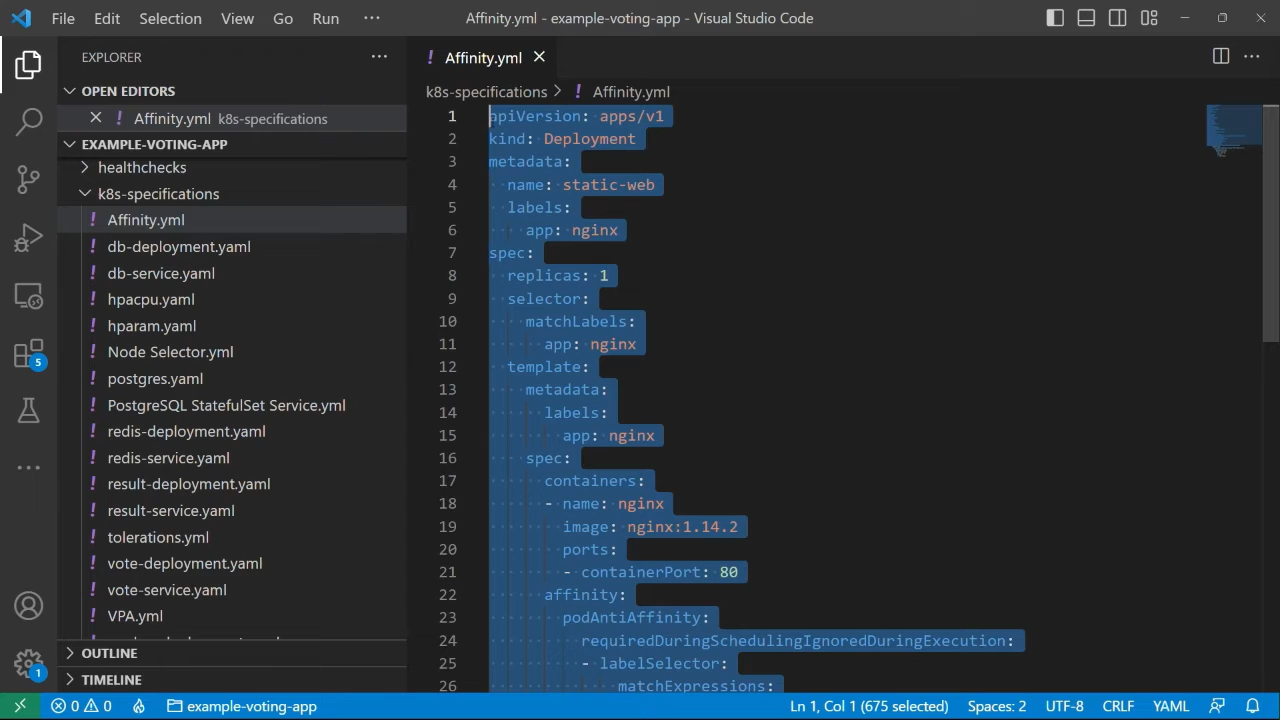 File Edit Selection View Go Run ··· Affinity.yml - example-voting-app - Visual Studio Code
EXPLORER ···
OPEN EDITORS
Affinity.yml k8s-specifications
EXAMPLE-VOTING-APP
healthchecks
k8s-specifications
! Affinity.yml
! db-deployment.yaml
! db-service.yaml
! hpacpu.yaml
! hparam.yaml
! Node Selector.yml
! postgres.yaml
! PostgreSQL StatefulSet Service.yml
! redis-deployment.yaml
! redis-service.yaml
! result-deployment.yaml
! result-service.yaml
! tolerations.yml
! vote-deployment.yaml
! vote-service.yaml
! VPA.yml
OUTLINE
TIMELINE
5
1
! Affinity.yml
k8s-specifications > ! Affinity.yml
1 apiVersion: apps/v1
2 kind: Deployment
3 metadata:
4 name: static-web
5 labels:
6 app: nginx
7 spec:
8 replicas: 1
9 selector:
10 matchLabels:
11 app: nginx
12 template:
13 metadata:
14 labels:
15 app: nginx
16 spec:
17 containers:
18 - name: nginx
19 image: nginx:1.14.2
20 ports:
21 - containerPort: 80
22 affinity:
23 podAntiAffinity:
24 requiredDuringSchedulingIgnoredDuringExecution:
25 - labelSelector:
26 matchExpressions:
0 0 example-voting-app Ln 1, Col 1 (675 selected) Spaces: 2 UTF-8 CRLF YAML